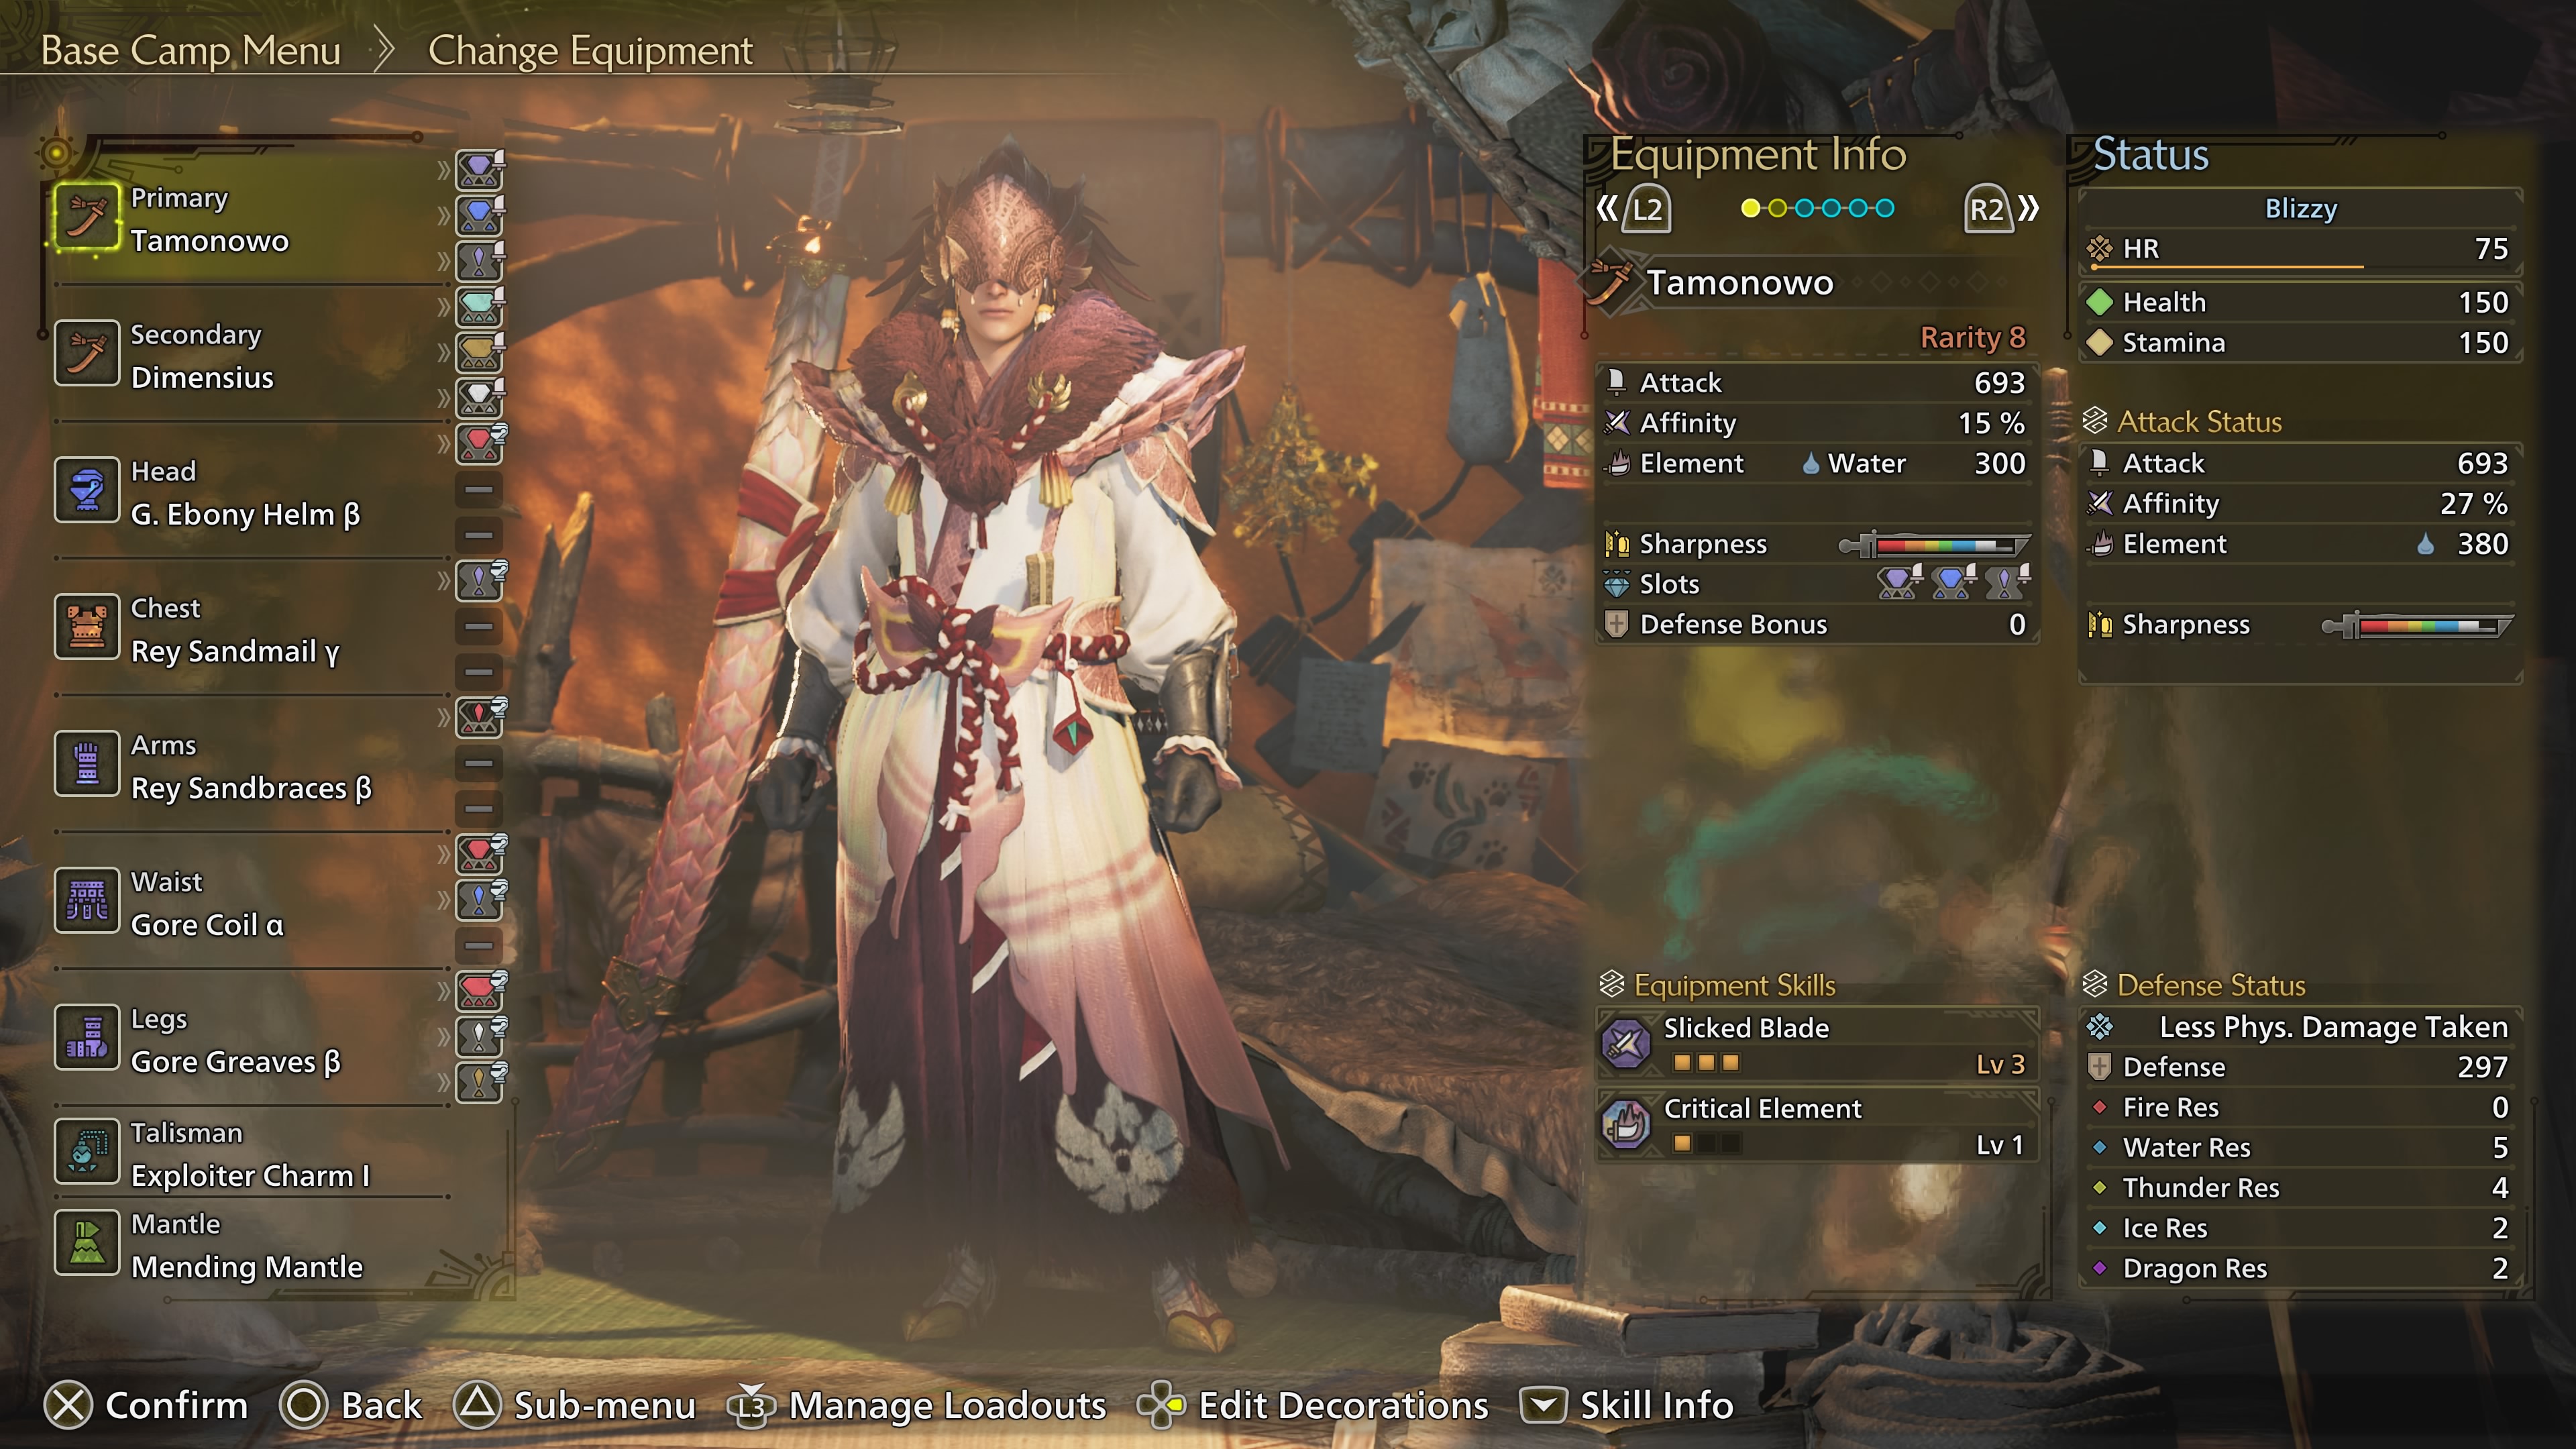 Base Camp Menu
Change Equipment
Primary
Tamonowo
Secondary
Dimensius
Head
G. Ebony Helm β
Chest
Rey Sandmail γ
Arms
Rey Sandbraces β
Waist
Gore Coil α
Legs
Gore Greaves β
Talisman
Exploiter Charm I
Mantle
Mending Mantle
Equipment Info
L2
R2
Tamonowo
Rarity 8
Attack 693
Affinity 15 %
Element Water 300
Sharpness
Slots
Defense Bonus 0
Equipment Skills
Slicked Blade
Lv 3
Critical Element
Lv 1
Status
Blizzy
HR 75
Health 150
Stamina 150
Attack Status
Attack 693
Affinity 27 %
Element 380
Sharpness
Defense Status
Less Phys. Damage Taken
Defense 297
Fire Res 0
Water Res 5
Thunder Res 4
Ice Res 2
Dragon Res 2
Confirm Back Sub-menu L3 Manage Loadouts Edit Decorations Skill Info